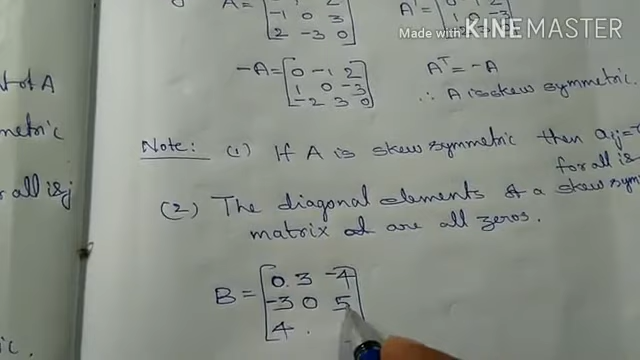 A = [ -1 0 3
2 -3 0 ]
A' = [ 0 1 2
Made with KINEMASTER
t of A
metric
r all i&j
-A = [ 0 -1 2
1 0 -3
-2 3 0 ]
A^T = -A
∴ A is skew symmetric.
Note: (1) If A is skew symmetric then aij =
for all i
(2) The diagonal elements of a skew sym
matrix are all zeros.
B = [ 0. 3 -4
-3 0 5
4 .